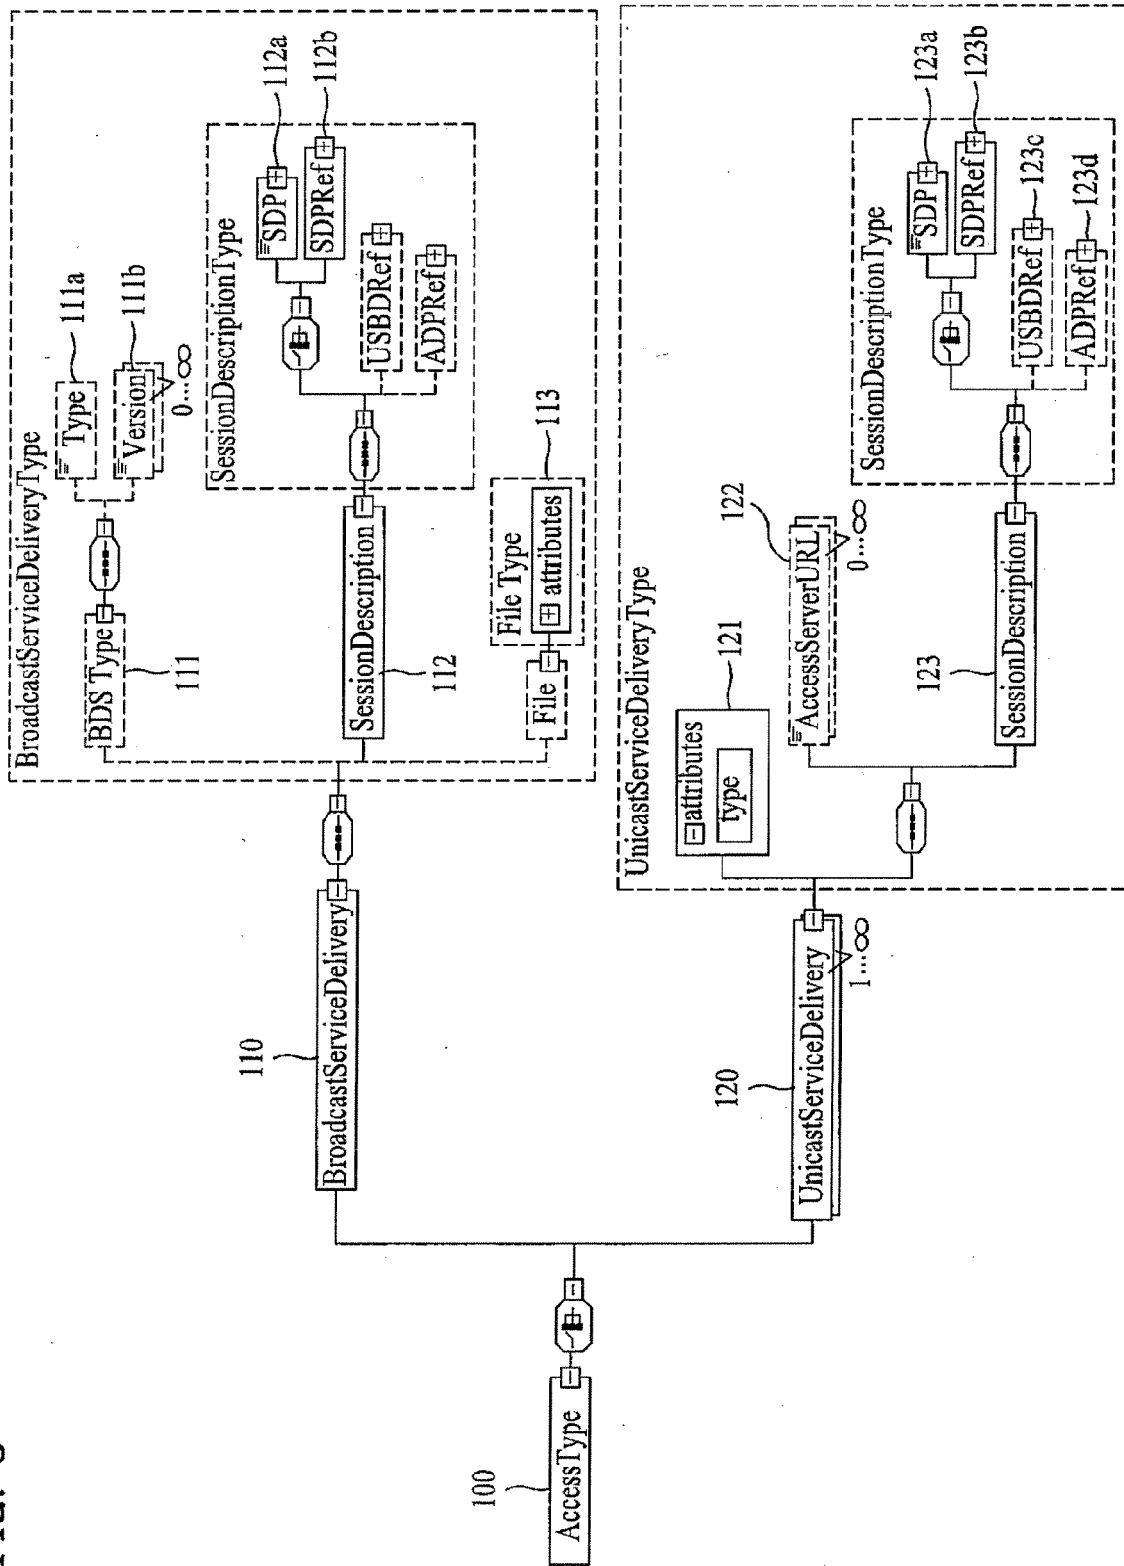 100
AccessType
110
BroadcastServiceDelivery
BroadcastServiceDeliveryType
BDS Type
111
Type
111a
Version
111b
0...∞
SessionDescription
112
SessionDescriptionType
SDP
112a
SDPRef
112b
USBDRef
ADPRef
File
File Type
attributes
113
120
UnicastServiceDelivery
1...∞
UnicastServiceDeliveryType
attributes
type
121
AccessServerURL
122
0...∞
SessionDescription
123
SessionDescriptionType
SDP
123a
SDPRef
123b
USBDRef
123c
ADPRef
123d